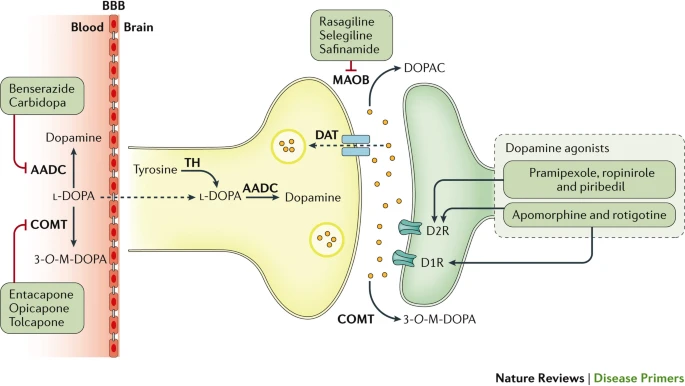 BBB
Blood
Brain
Benserazide
Carbidopa
Dopamine
AADC
L-DOPA
COMT
3-O-M-DOPA
Entacapone
Opicapone
Tolcapone
Tyrosine
TH
L-DOPA
AADC
Dopamine
Rasagiline
Selegiline
Safinamide
MAOB
DOPAC
DAT
COMT
3-O-M-DOPA
D2R
D1R
Dopamine agonists
Pramipexole, ropinirole
and piribedil
Apomorphine and rotigotine
Nature Reviews | Disease Primers